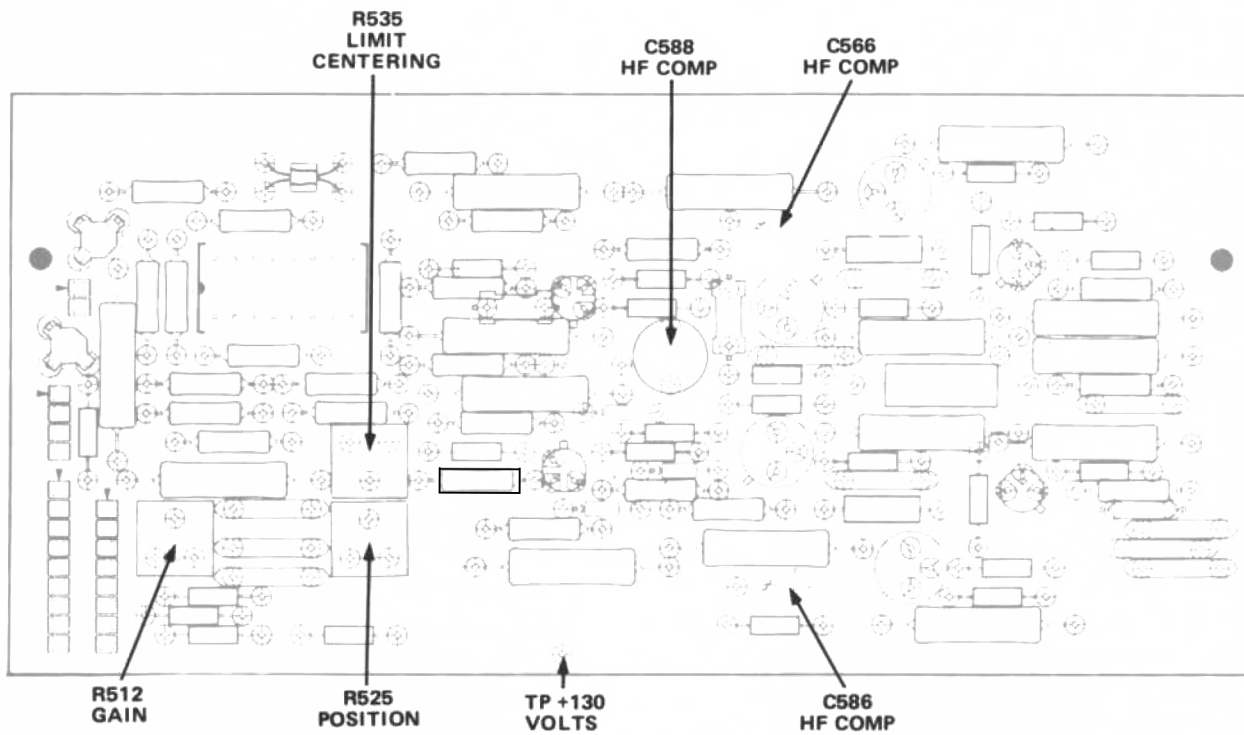 R535
LIMIT
CENTERING
C588
HF COMP
C566
HF COMP
R512
GAIN
R525
POSITION
TP +130
VOLTS
C586
HF COMP